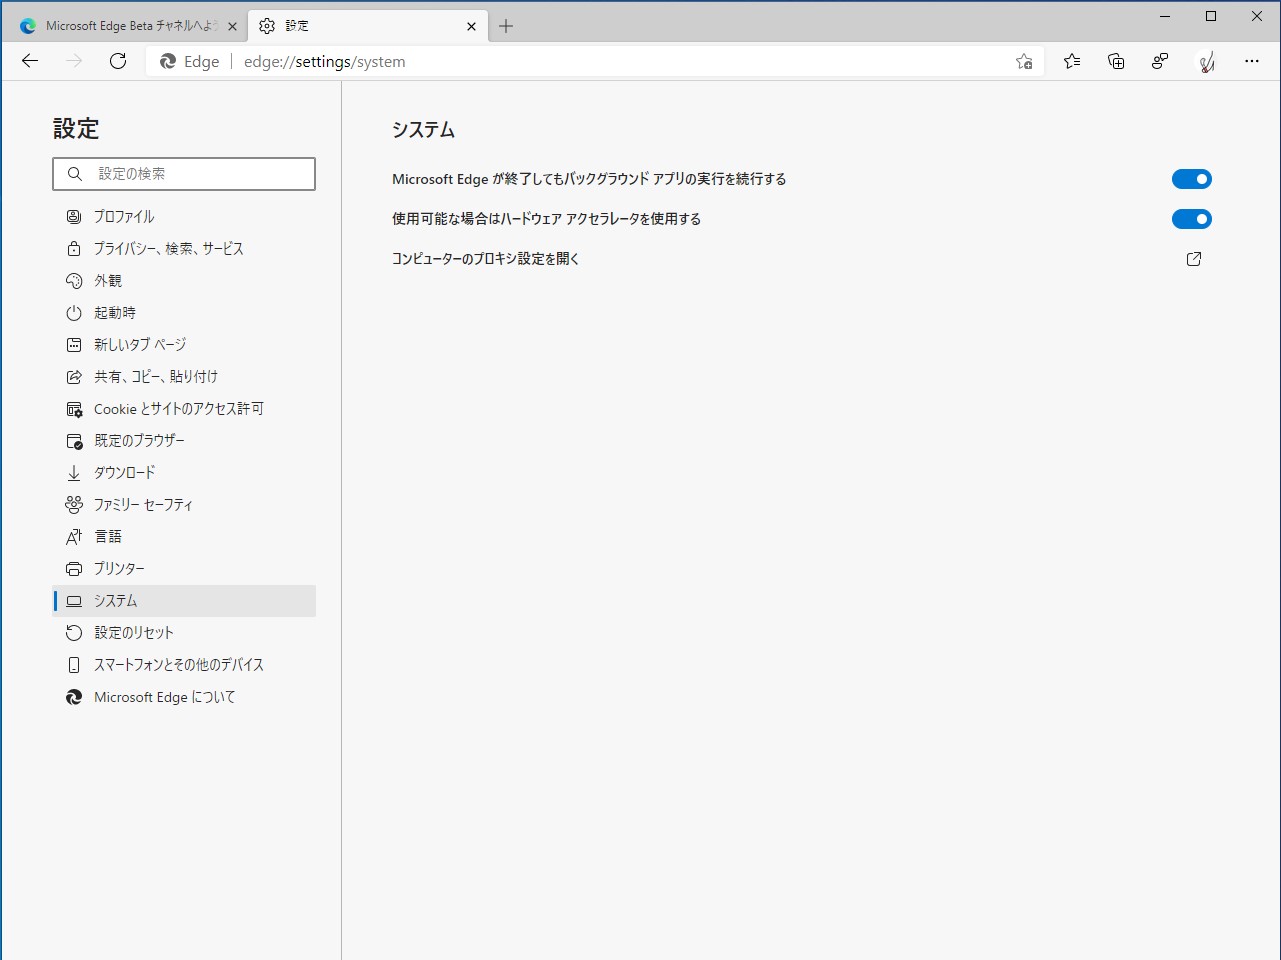 Microsoft Edge Beta チャネルへよう
設定
Edge
edge://settings/system
設定
設定の検索
プロファイル
プライバシー、検索、サービス
外観
起動時
新しいタブ ページ
共有、コピー、貼り付け
Cookie とサイトのアクセス許可
既定のブラウザー
ダウンロード
ファミリー セーフティ
言語
プリンター
システム
設定のリセット
スマートフォンとその他のデバイス
Microsoft Edge について
システム
Microsoft Edge が終了してもバックグラウンド アプリの実行を続行する
使用可能な場合はハードウェア アクセラレータを使用する
コンピューターのプロキシ設定を開く